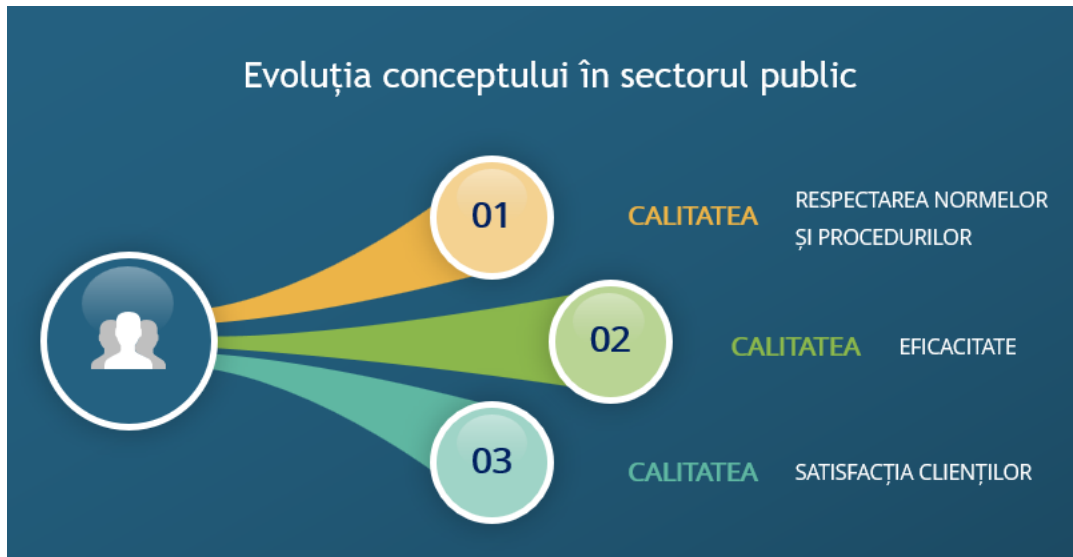 Evoluția conceptului în sectorul public
01
CALITATEA
RESPECTAREA NORMELOR
ȘI PROCEDURILOR
02
CALITATEA
EFICACITATE
03
CALITATEA
SATISFACȚIA CLIENȚILOR